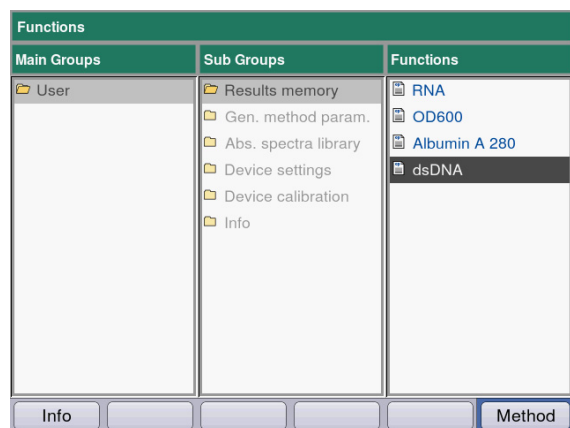 Functions
Main Groups
Sub Groups
Functions
User
Results memory
Gen. method param.
Abs. spectra library
Device settings
Device calibration
Info
RNA
OD600
Albumin A 280
dsDNA
Info
Method